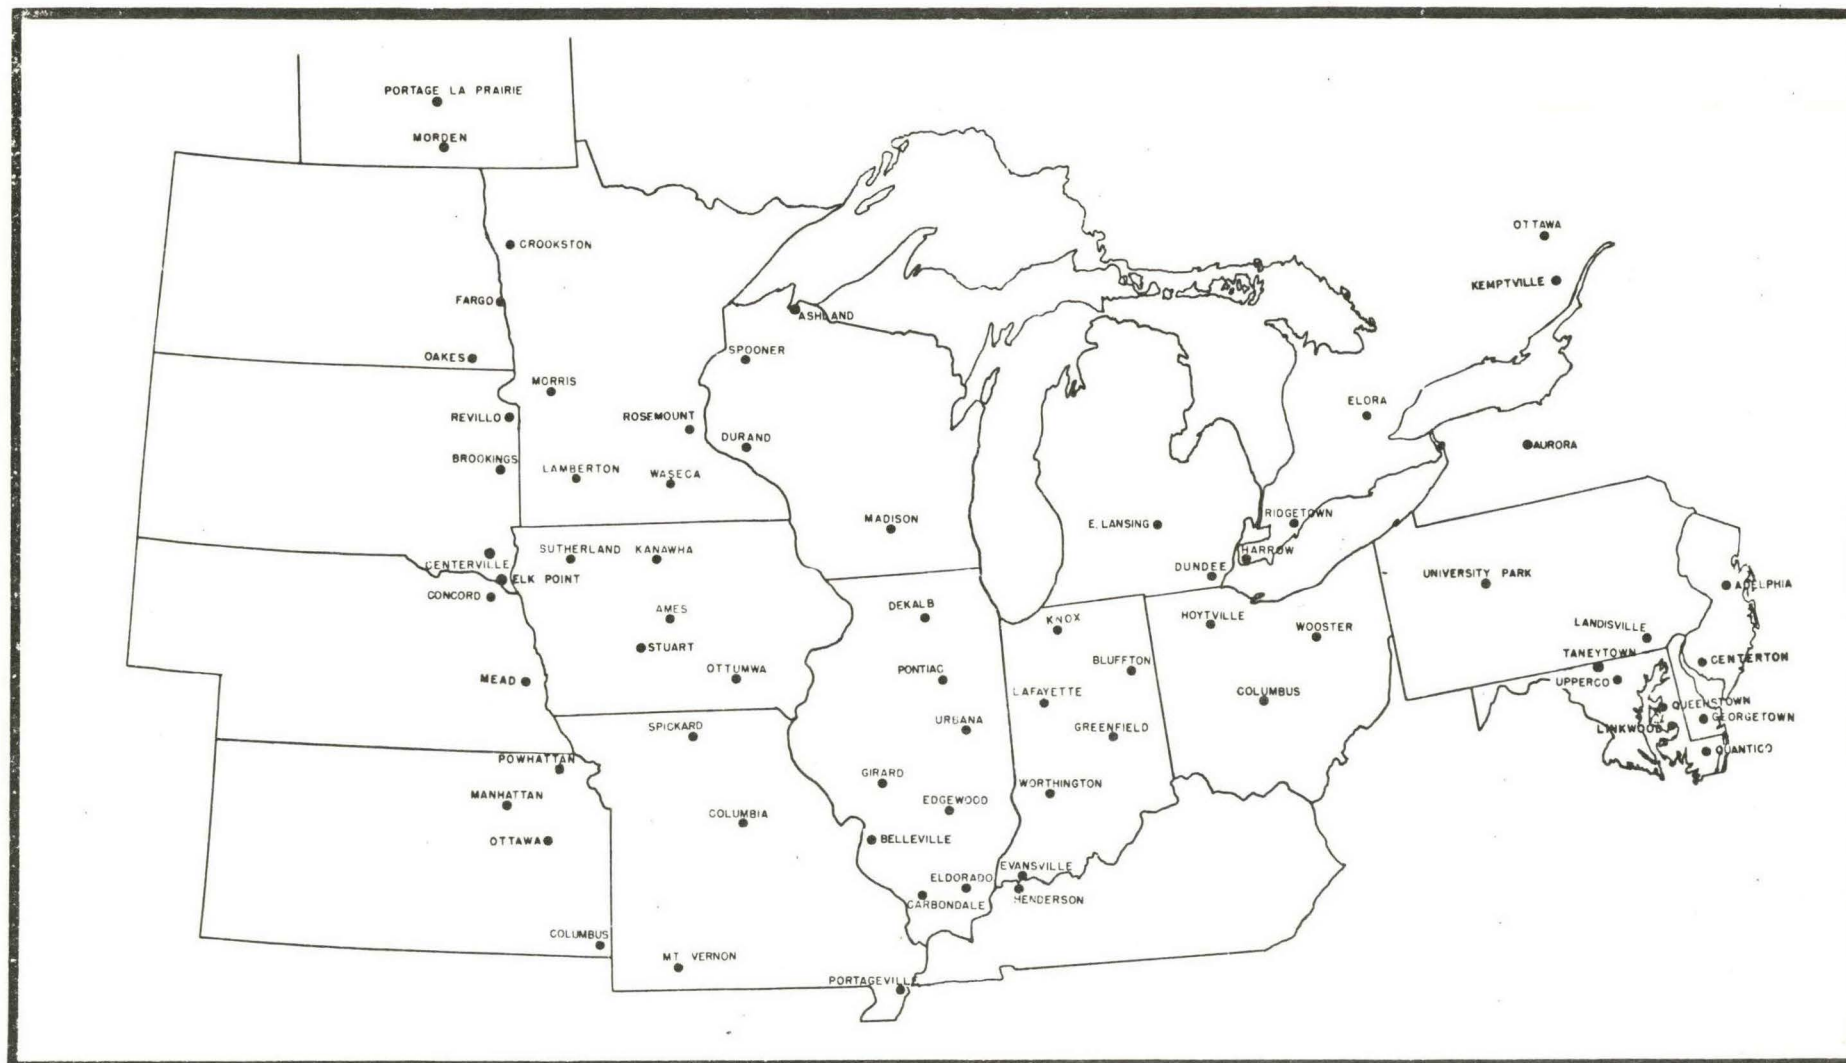 PORTAGE LA PRAIRIE
MORDEN
CROOKSTON
FARGO
OAKES
MORRIS
REVILLO
ROSEMOUNT
BROOKINGS
LAMBERTON
WASECA
ASHLAND
SPOONER
DURAND
MADISON
OTTAWA
KEMPTVILLE
ELORA
AURORA
E. LANSING
RIDGETOWN
HARROW
DUNDEE
CENTERVILLE
ELK POINT
CONCORD
SUTHERLAND
KANAWHA
AMES
STUART
OTTUMWA
MEAD
DEKALB
PONTIAC
URBANA
GIRARD
EDGEWOOD
BELLEVILLE
ELDORADO
CARBONDALE
KNOX
BLUFFTON
LAFAYETTE
GREENFIELD
WORTHINGTON
EVANSVILLE
HENDERSON
HOYTVILLE
WOOSTER
COLUMBUS
UNIVERSITY PARK
ADELPHIA
LANDISVILLE
TANEYTOWN
CENTERTON
UPPERCO
QUEENSTOWN
GEORGETOWN
LINKWOOD
QUANTICO
SPICKARD
POWHATTAN
MANHATTAN
OTTAWA
COLUMBIA
COLUMBUS
MT VERNON
PORTAGEVILLE